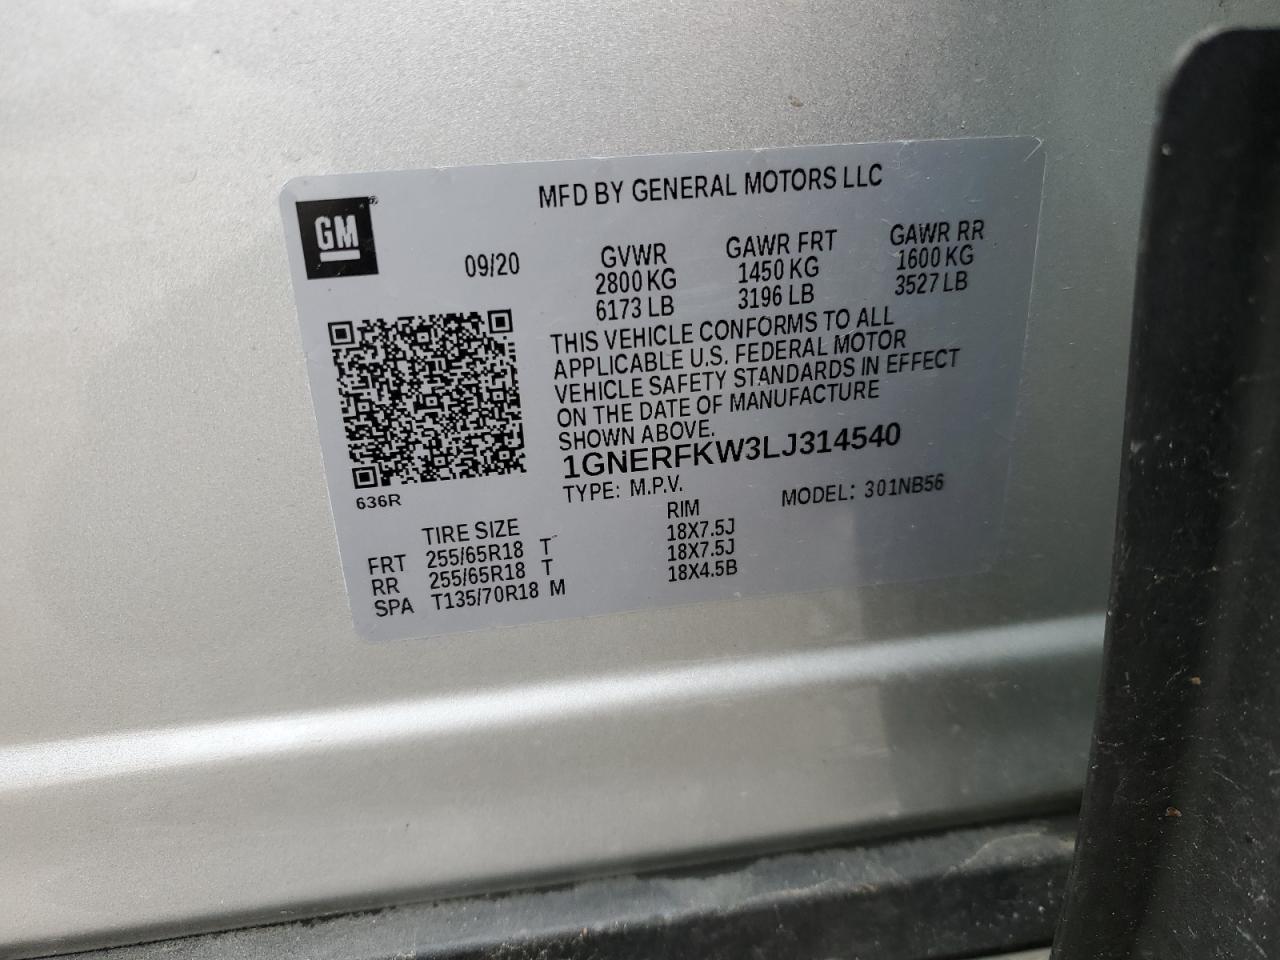 MFD BY GENERAL MOTORS LLC
GM®
09/20
GVWR GAWR FRT GAWR RR
2800 KG 1450 KG 1600 KG
6173 LB 3196 LB 3527 LB
THIS VEHICLE CONFORMS TO ALL
APPLICABLE U.S. FEDERAL MOTOR
VEHICLE SAFETY STANDARDS IN EFFECT
ON THE DATE OF MANUFACTURE
SHOWN ABOVE.
1GNERFKW3LJ314540
TYPE: M.P.V. MODEL: 301NB56
636R
TIRE SIZE RIM
FRT 255/65R18 T 18X7.5J
RR 255/65R18 T 18X7.5J
SPA T135/70R18 M 18X4.5B